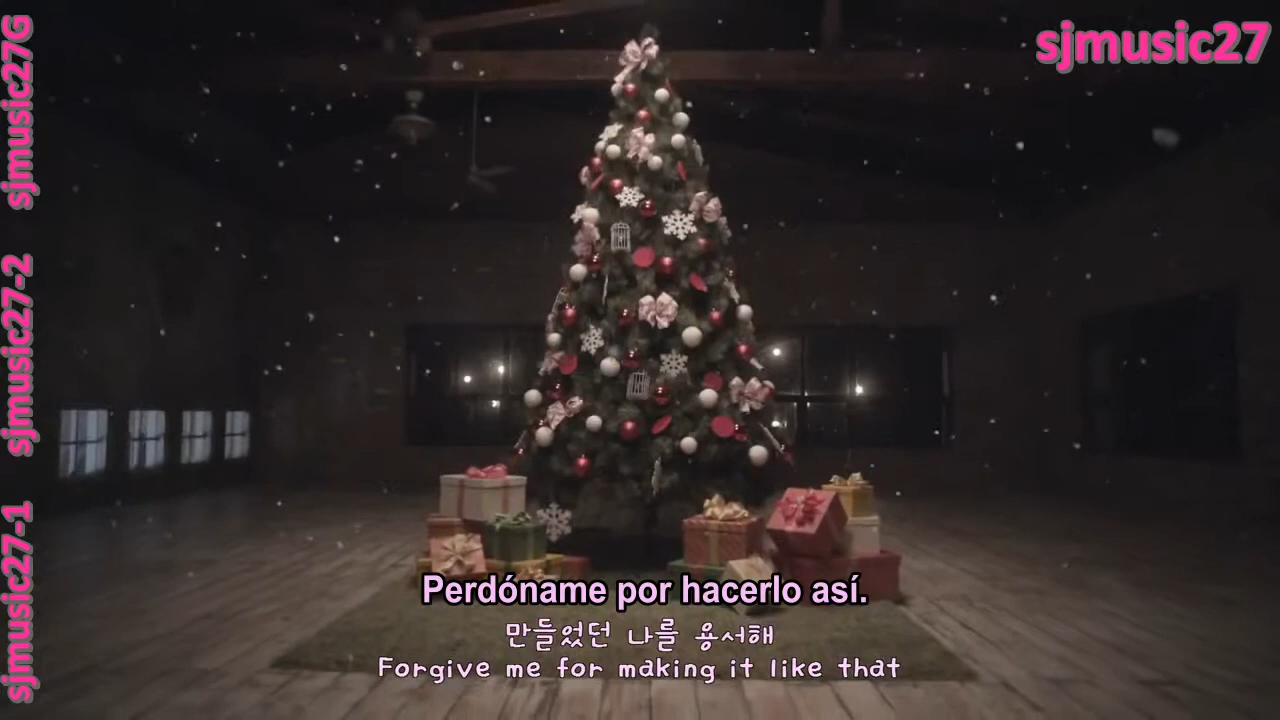 sjmusic27
sjmusic27G
sjmusic27-2
sjmusic27-1
Perdóname por hacerlo así.
만들었던 나를 용서해
Forgive me for making it like that